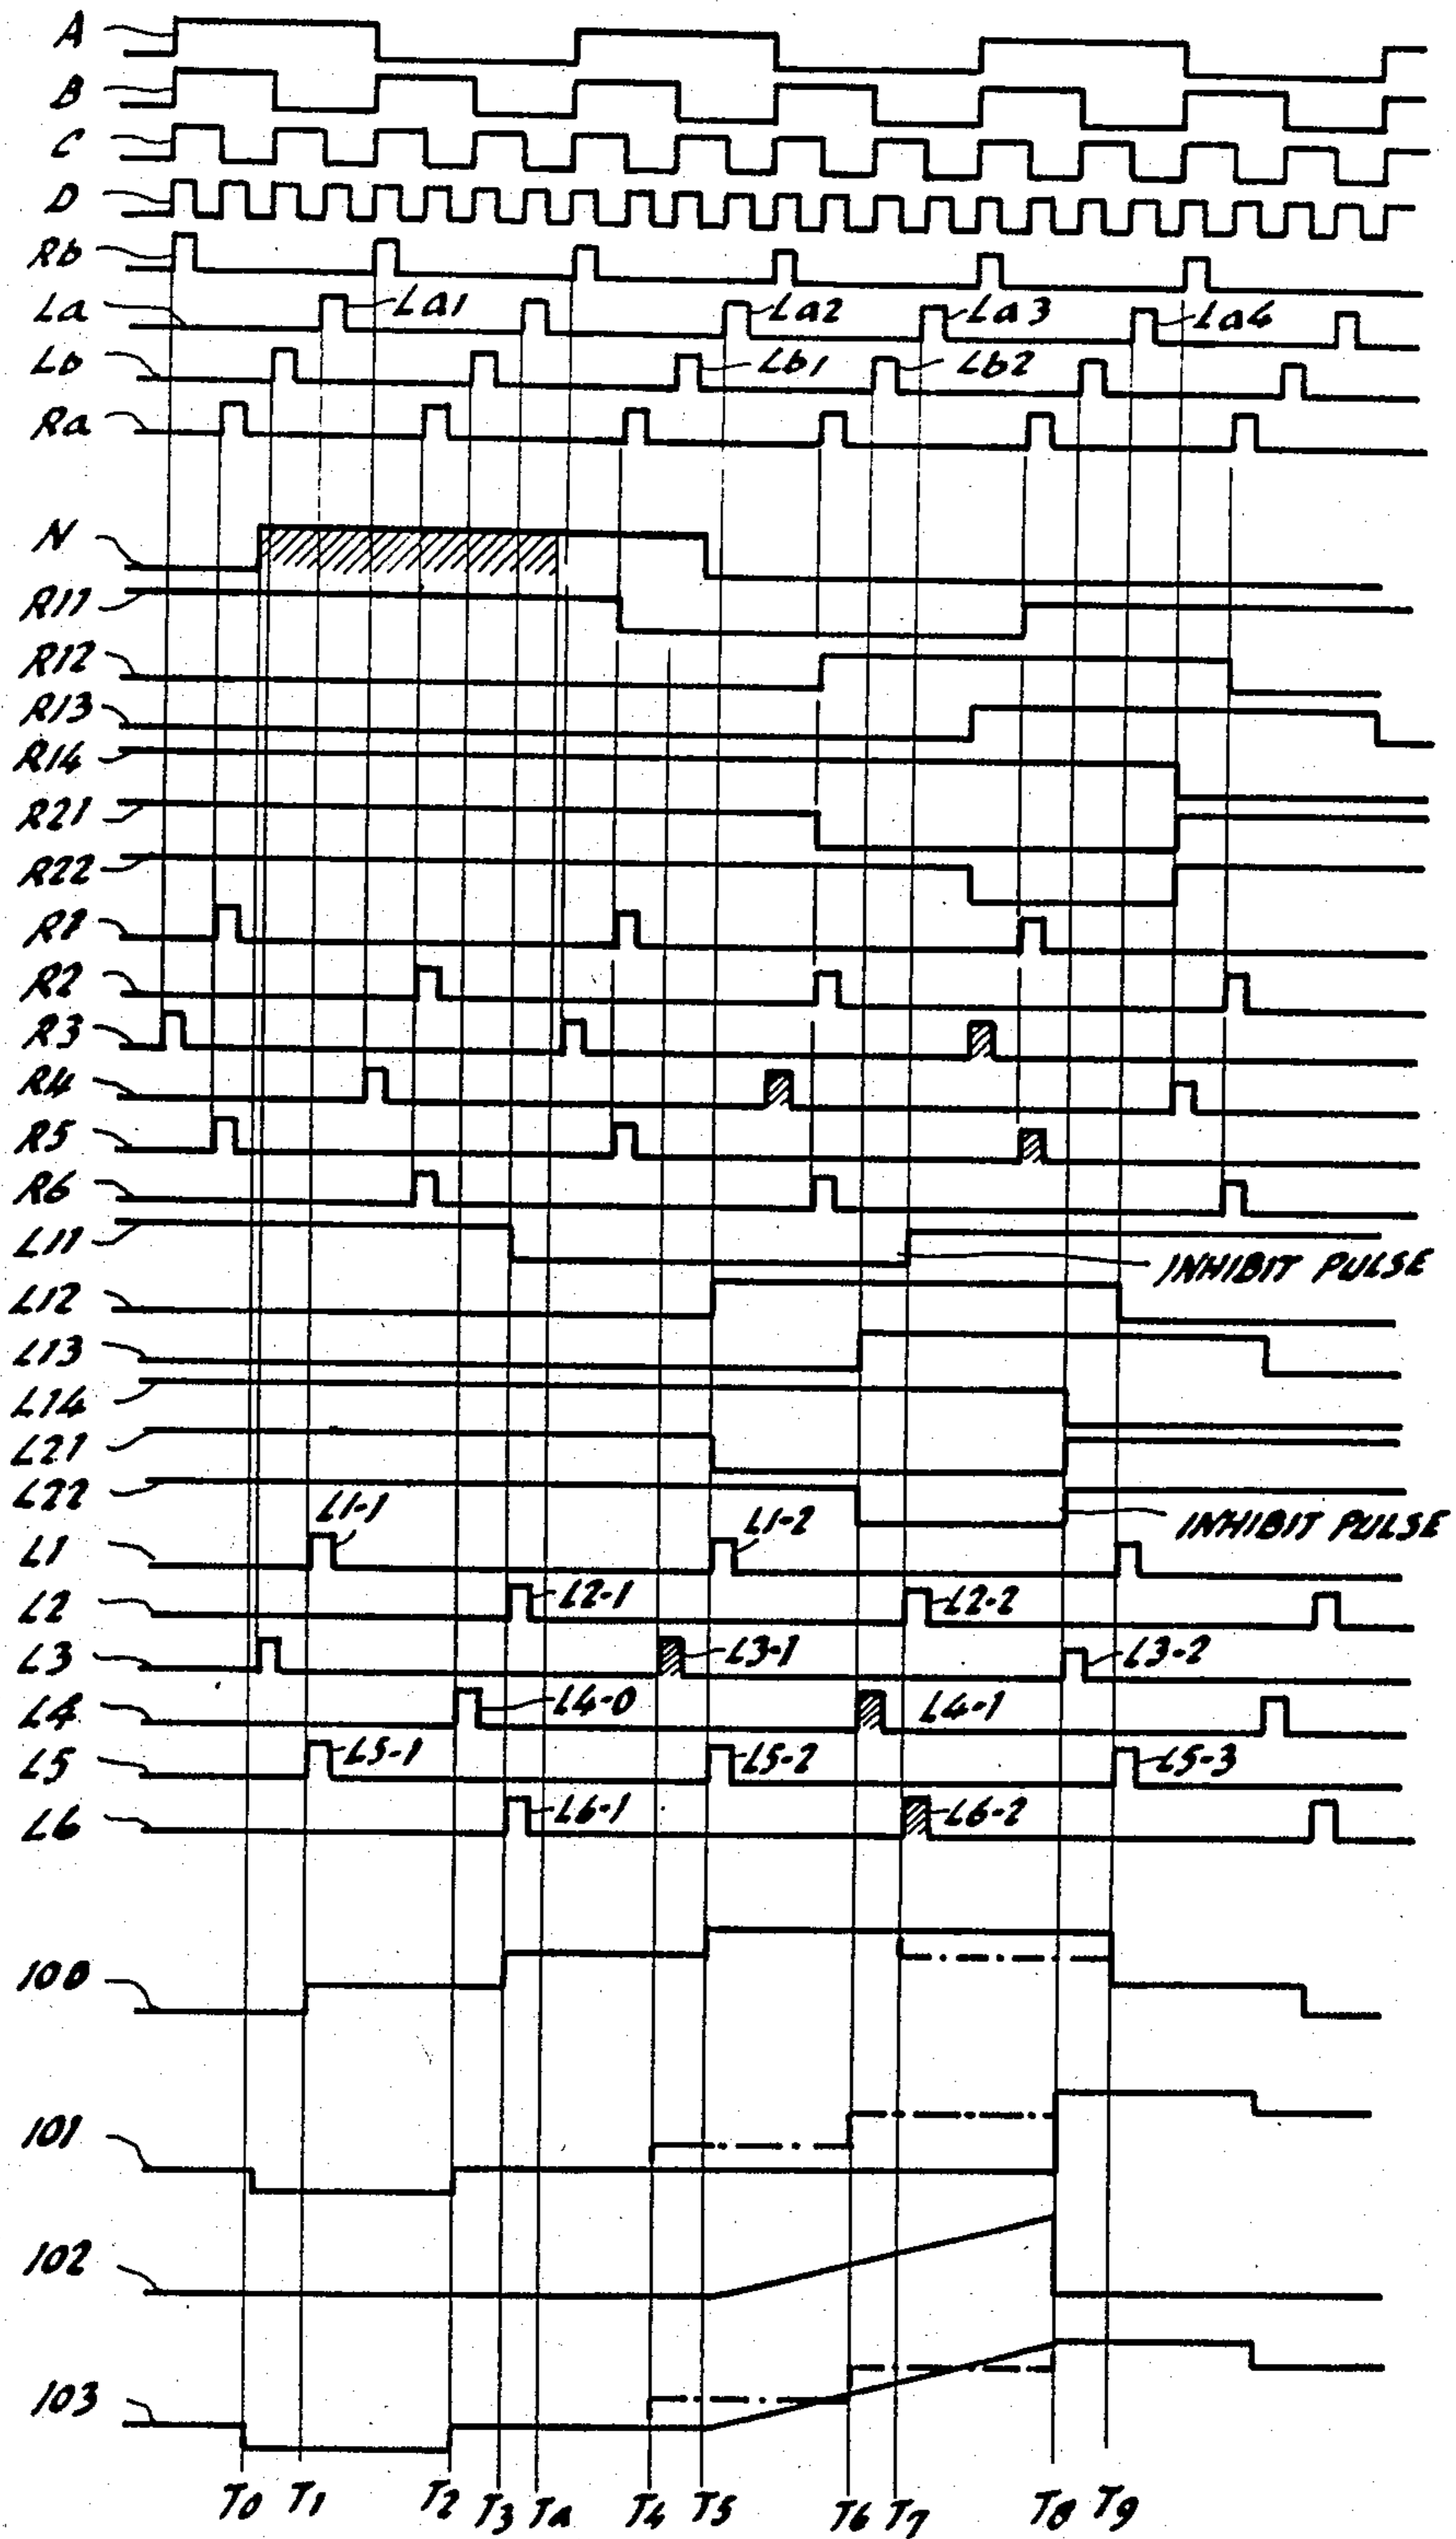 A
B
C
D
Rb
La
La1
La2
La3
La4
Lb
Lb1
Lb2
Ra
N
R11
R12
R13
R14
R21
R22
R1
R2
R3
R4
R5
R6
L11
INHIBIT PULSE
L12
L13
L14
L21
L22
INHIBIT PULSE
L1
L1-1
L1-2
L2
L2-1
L2-2
L3
L3-1
L3-2
L4
L4-0
L4-1
L5
L5-1
L5-2
L5-3
L6
L6-1
L6-2
100
101
102
103
T0 T1 T2 T3 Ta T4 T5 T6 T7 T8 T9